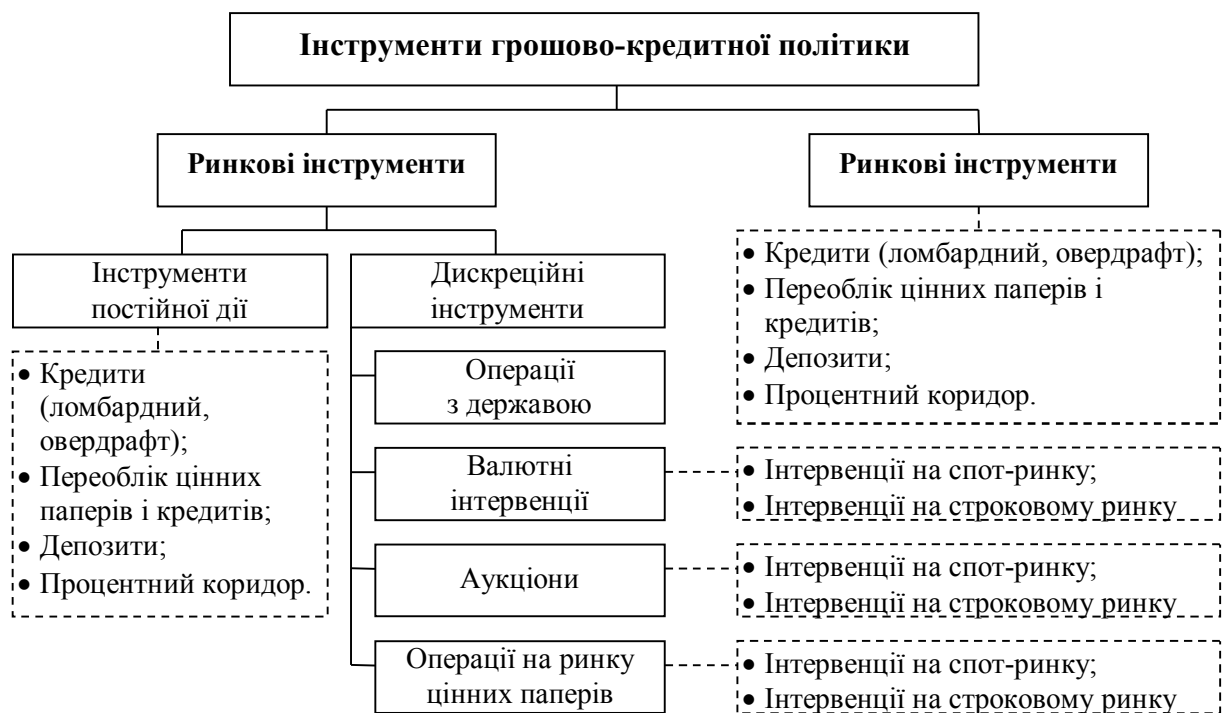 Інструменти грошово-кредитної політики
Ринкові інструменти
Ринкові інструменти
Інструменти
постійної дії
Дискреційні
інструменти
• Кредити
(ломбардний,
овердрафт);
• Переоблік цінних
паперів і кредитів;
• Депозити;
• Процентний коридор.
Операції
з державою
Валютні
інтервенції
Аукціони
Операції на ринку
цінних паперів
• Кредити (ломбардний, овердрафт);
• Переоблік цінних паперів і
кредитів;
• Депозити;
• Процентний коридор.
• Інтервенції на спот-ринку;
• Інтервенції на строковому ринку
• Інтервенції на спот-ринку;
• Інтервенції на строковому ринку
• Інтервенції на спот-ринку;
• Інтервенції на строковому ринку